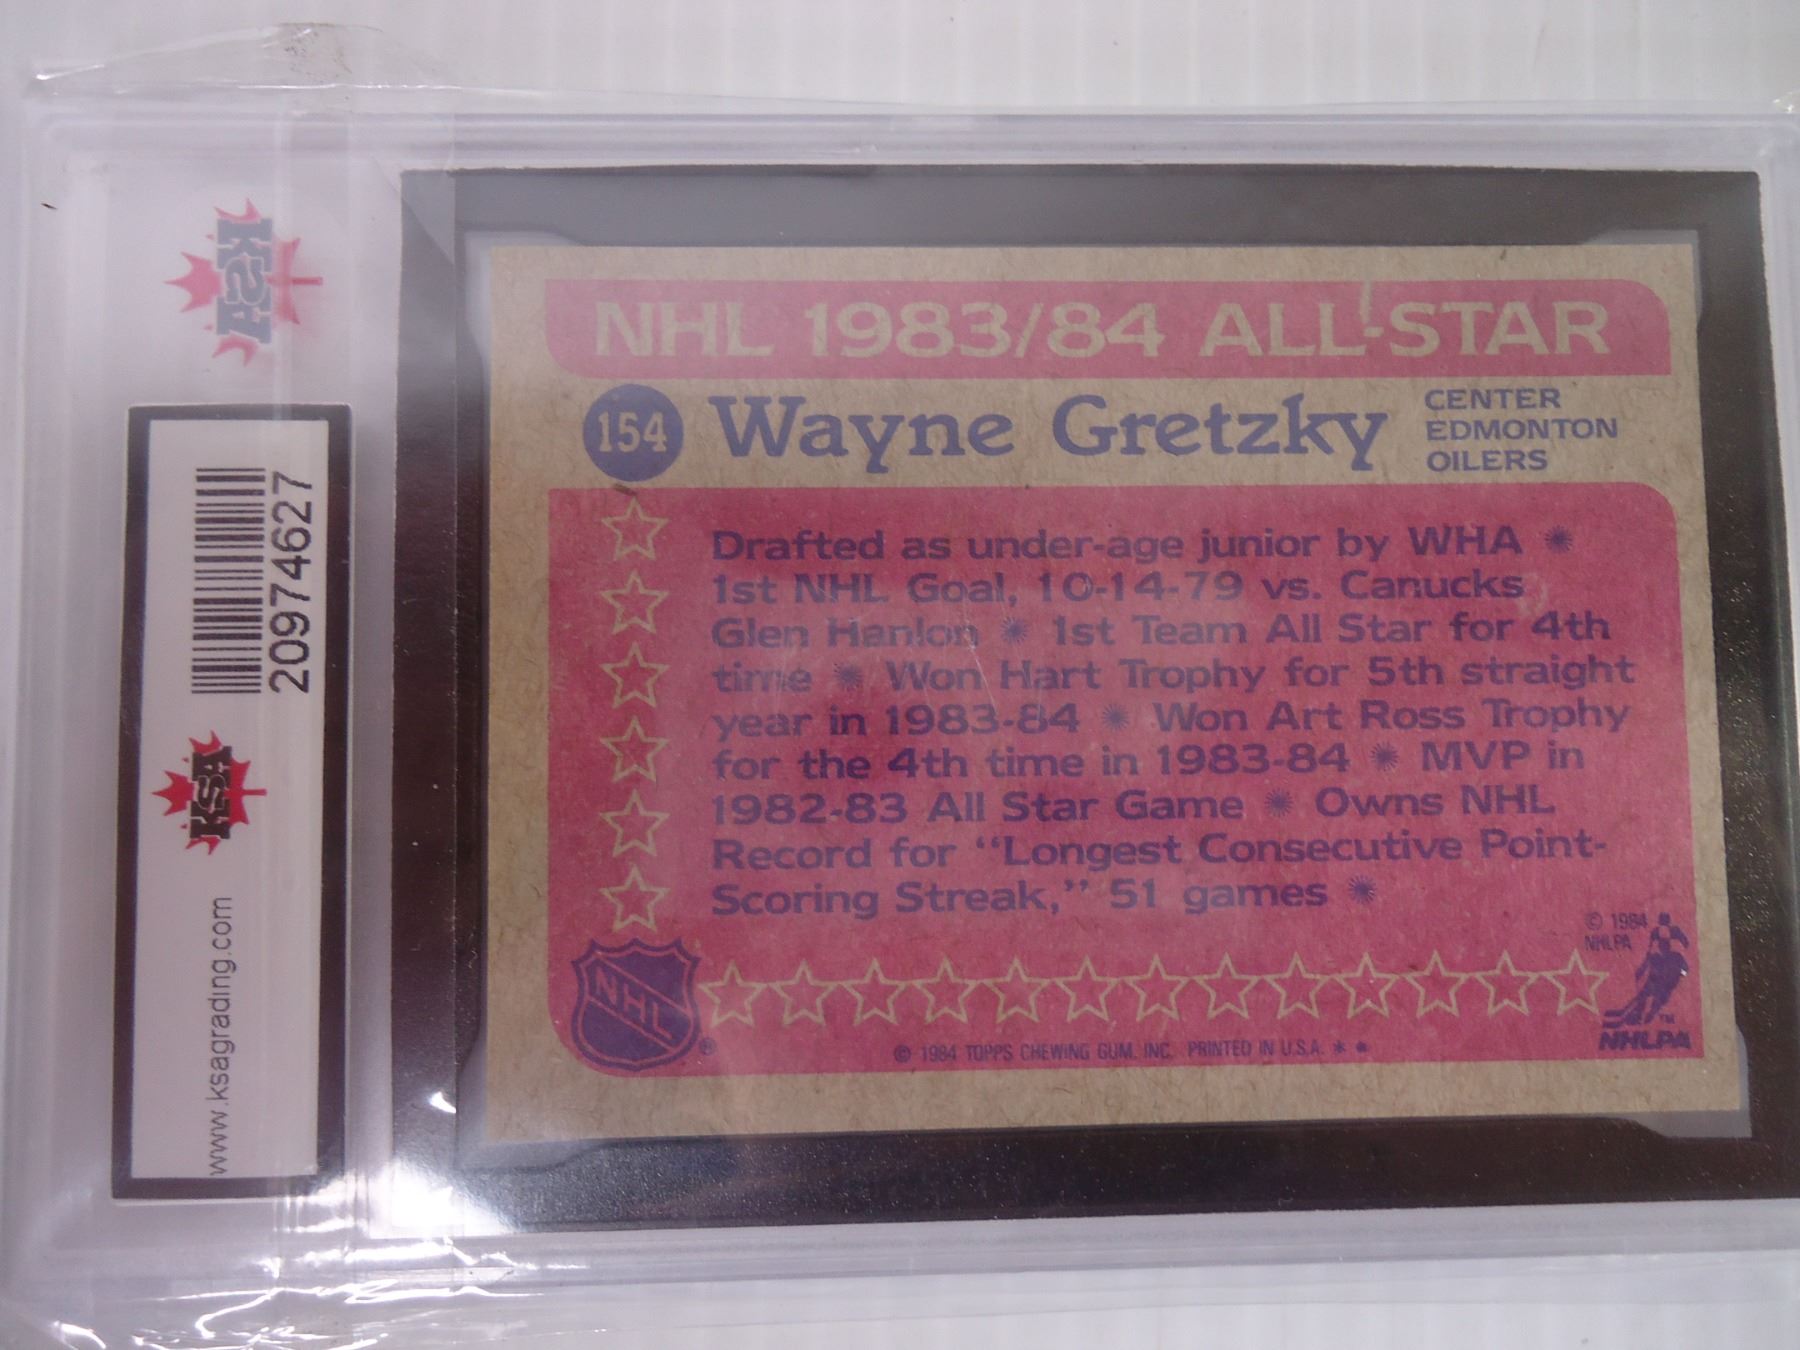 KSA
20974627
KSA
www.ksagrading.com
NHL 1983/84 ALL-STAR
154 Wayne Gretzky
CENTER
EDMONTON
OILERS
Drafted as under-age junior by WHA
1st NHL Goal, 10-14-79 vs. Canucks
Glen Hanlon * 1st Team All Star for 4th
time * Won Hart Trophy for 5th straight
year in 1983-84 * Won Art Ross Trophy
for the 4th time in 1983-84 * MVP in
1982-83 All Star Game * Owns NHL
Record for “Longest Consecutive Point-
Scoring Streak,” 51 games *
© 1984
NHLPA
NHL ®
TM
NHLPA
© 1984 TOPPS CHEWING GUM, INC. PRINTED IN U.S.A. * *